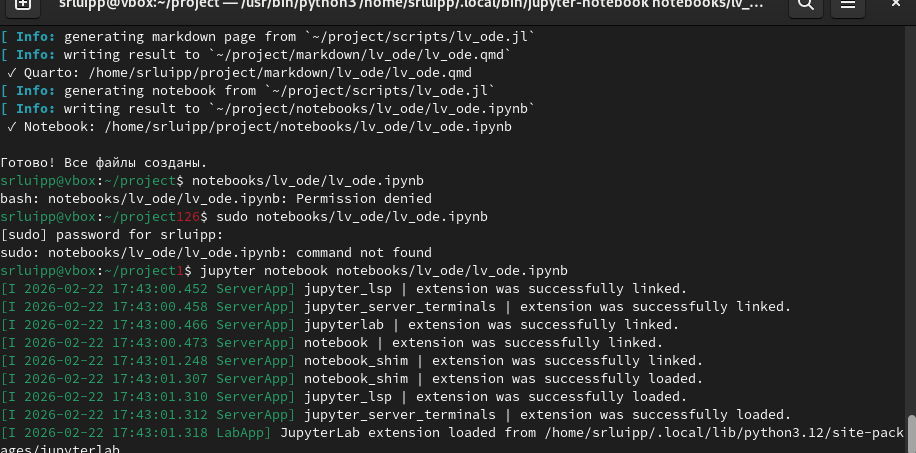 srluipp@vbox:~/project — /usr/bin/python3 /home/srluipp/.local/bin/jupyter-notebook notebooks/lv_...
[ Info: generating markdown page from `~/project/scripts/lv_ode.jl`
[ Info: writing result to `~/project/markdown/lv_ode/lv_ode.qmd`
✓ Quarto: /home/srluipp/project/markdown/lv_ode/lv_ode.qmd
[ Info: generating notebook from `~/project/scripts/lv_ode.jl`
[ Info: writing result to `~/project/notebooks/lv_ode/lv_ode.ipynb`
✓ Notebook: /home/srluipp/project/notebooks/lv_ode/lv_ode.ipynb
Готово! Все файлы созданы.
srluipp@vbox:~/project$ notebooks/lv_ode/lv_ode.ipynb
bash: notebooks/lv_ode/lv_ode.ipynb: Permission denied
srluipp@vbox:~/project126$ sudo notebooks/lv_ode/lv_ode.ipynb
[sudo] password for srluipp:
sudo: notebooks/lv_ode/lv_ode.ipynb: command not found
srluipp@vbox:~/project1$ jupyter notebook notebooks/lv_ode/lv_ode.ipynb
[I 2026-02-22 17:43:00.452 ServerApp] jupyter_lsp | extension was successfully linked.
[I 2026-02-22 17:43:00.458 ServerApp] jupyter_server_terminals | extension was successfully linked.
[I 2026-02-22 17:43:00.466 ServerApp] jupyterlab | extension was successfully linked.
[I 2026-02-22 17:43:00.473 ServerApp] notebook | extension was successfully linked.
[I 2026-02-22 17:43:01.248 ServerApp] notebook_shim | extension was successfully linked.
[I 2026-02-22 17:43:01.307 ServerApp] notebook_shim | extension was successfully loaded.
[I 2026-02-22 17:43:01.310 ServerApp] jupyter_lsp | extension was successfully loaded.
[I 2026-02-22 17:43:01.312 ServerApp] jupyter_server_terminals | extension was successfully loaded.
[I 2026-02-22 17:43:01.318 LabApp] JupyterLab extension loaded from /home/srluipp/.local/lib/python3.12/site-pack
ages/jupyterlab